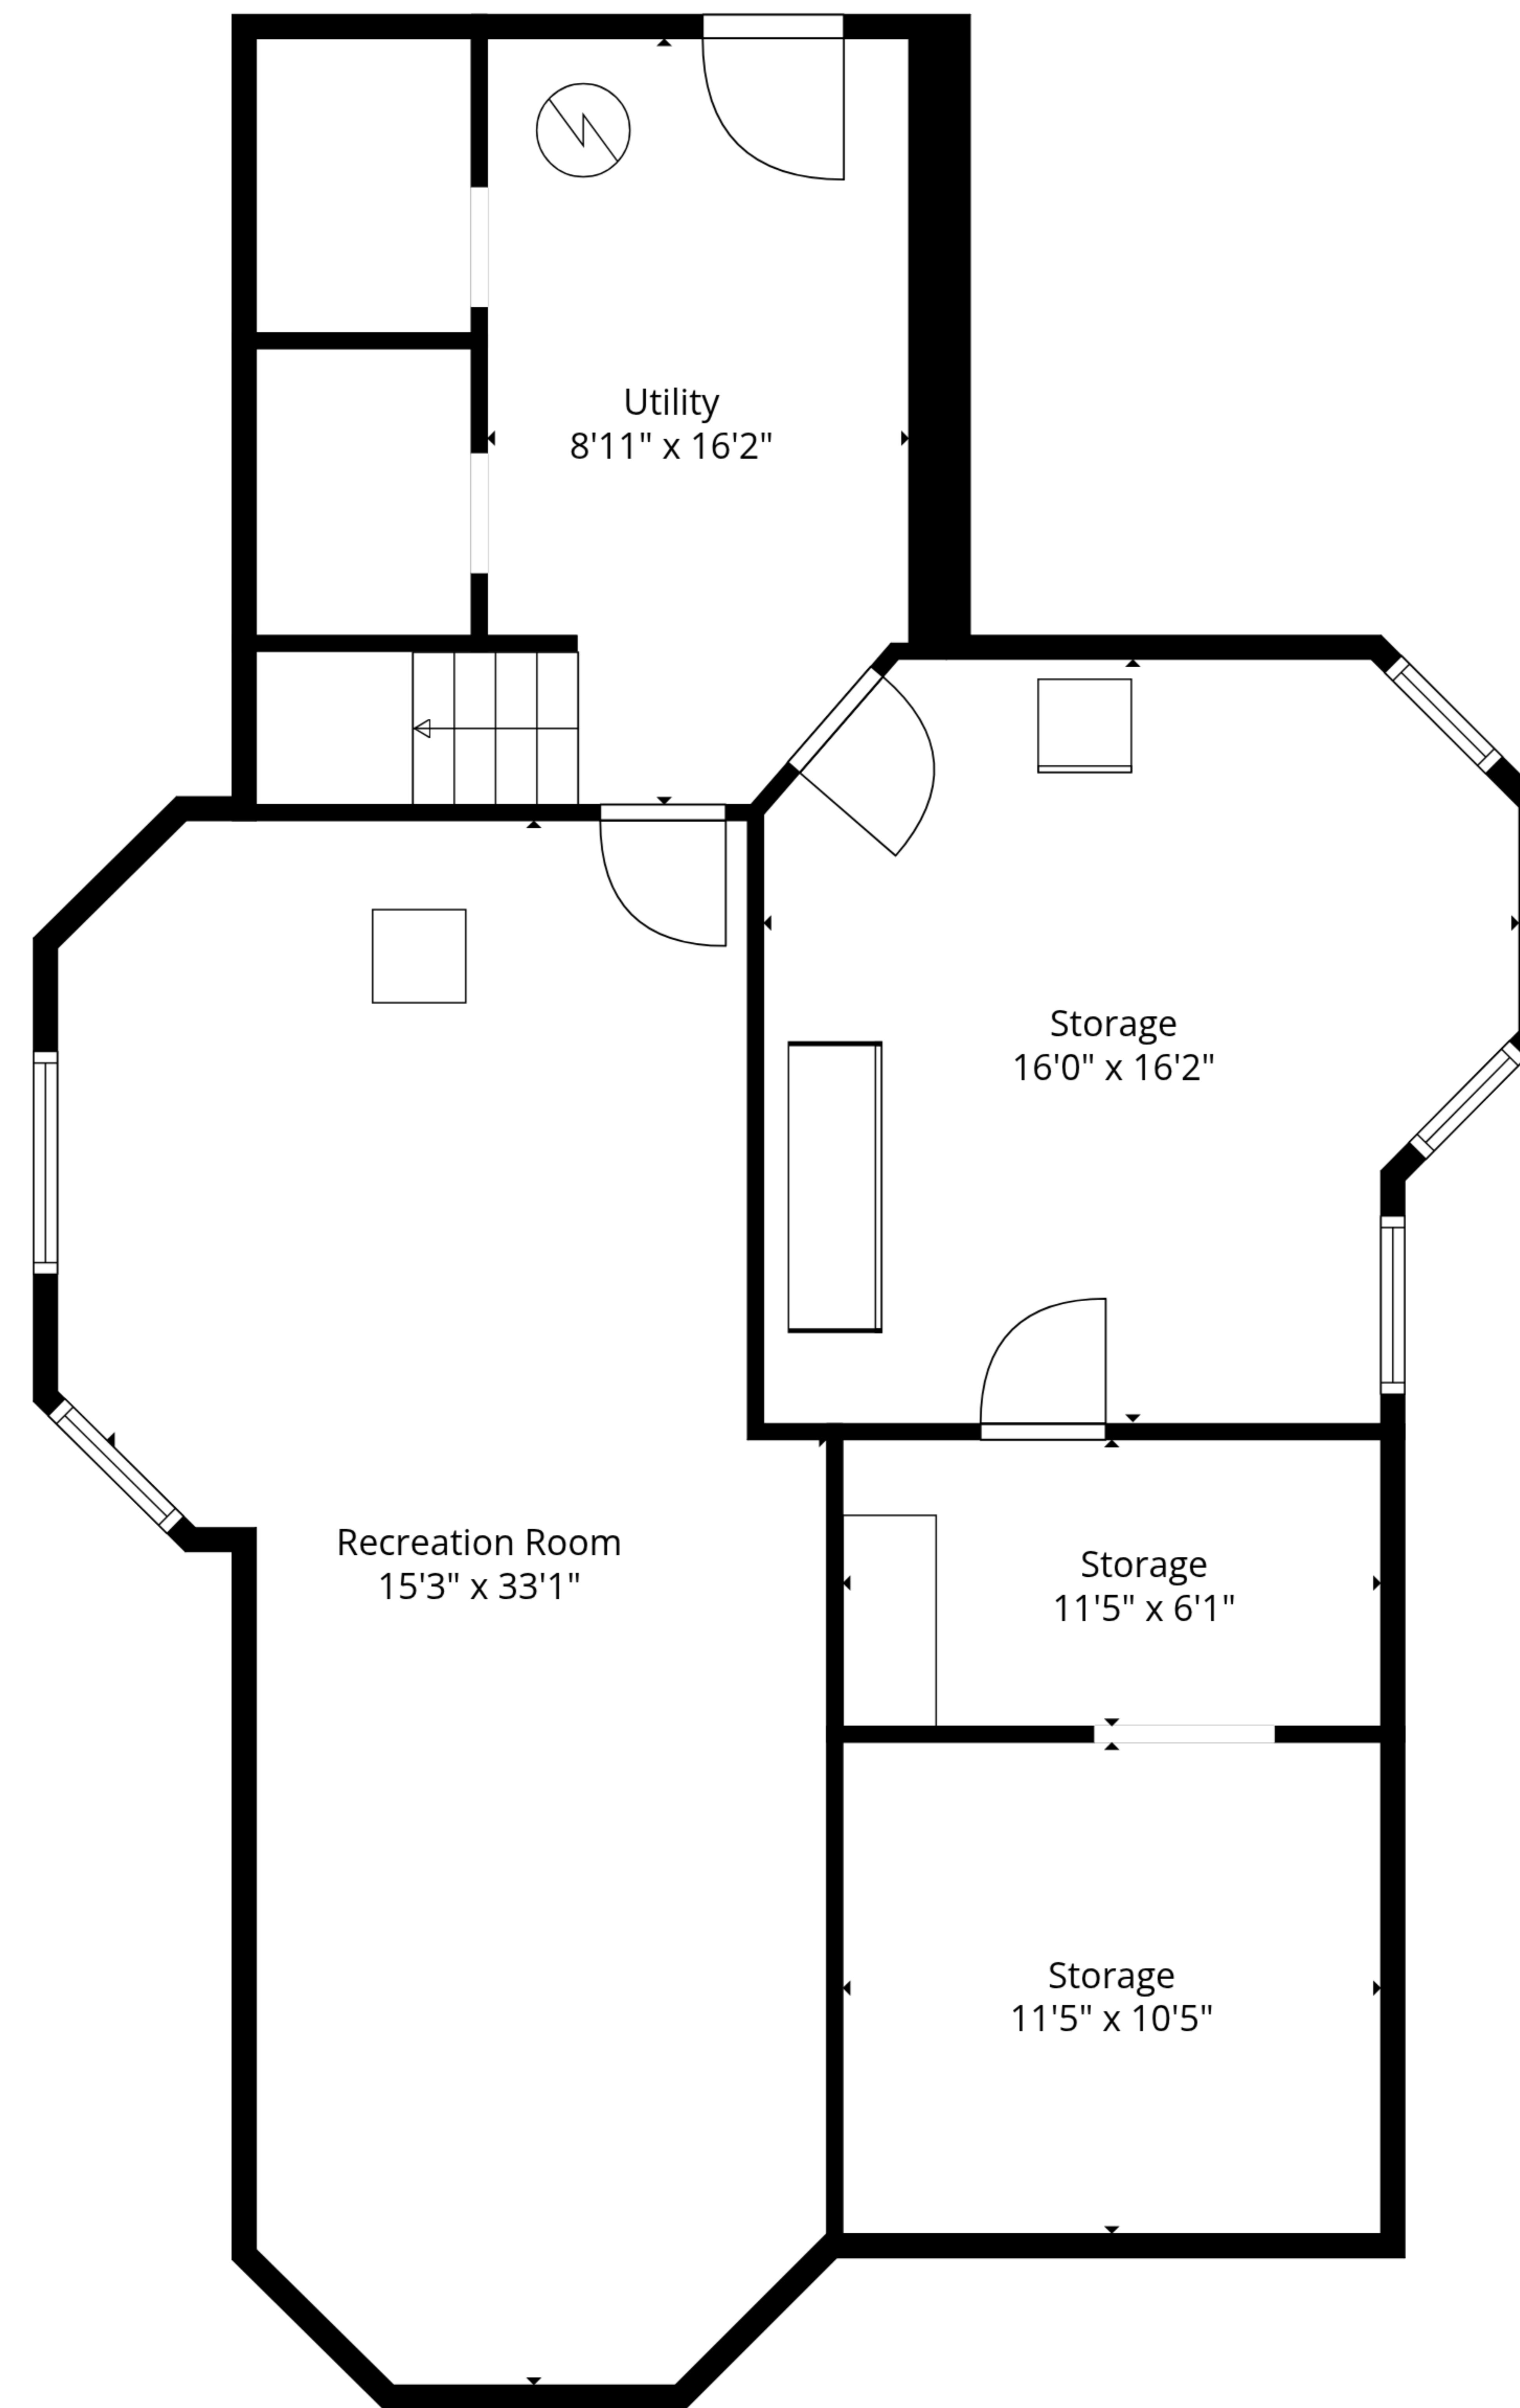 Utility
8'11" x 16'2"
Storage
16'0" x 16'2"
Recreation Room
15'3" x 33'1"
Storage
11'5" x 6'1"
Storage
11'5" x 10'5"